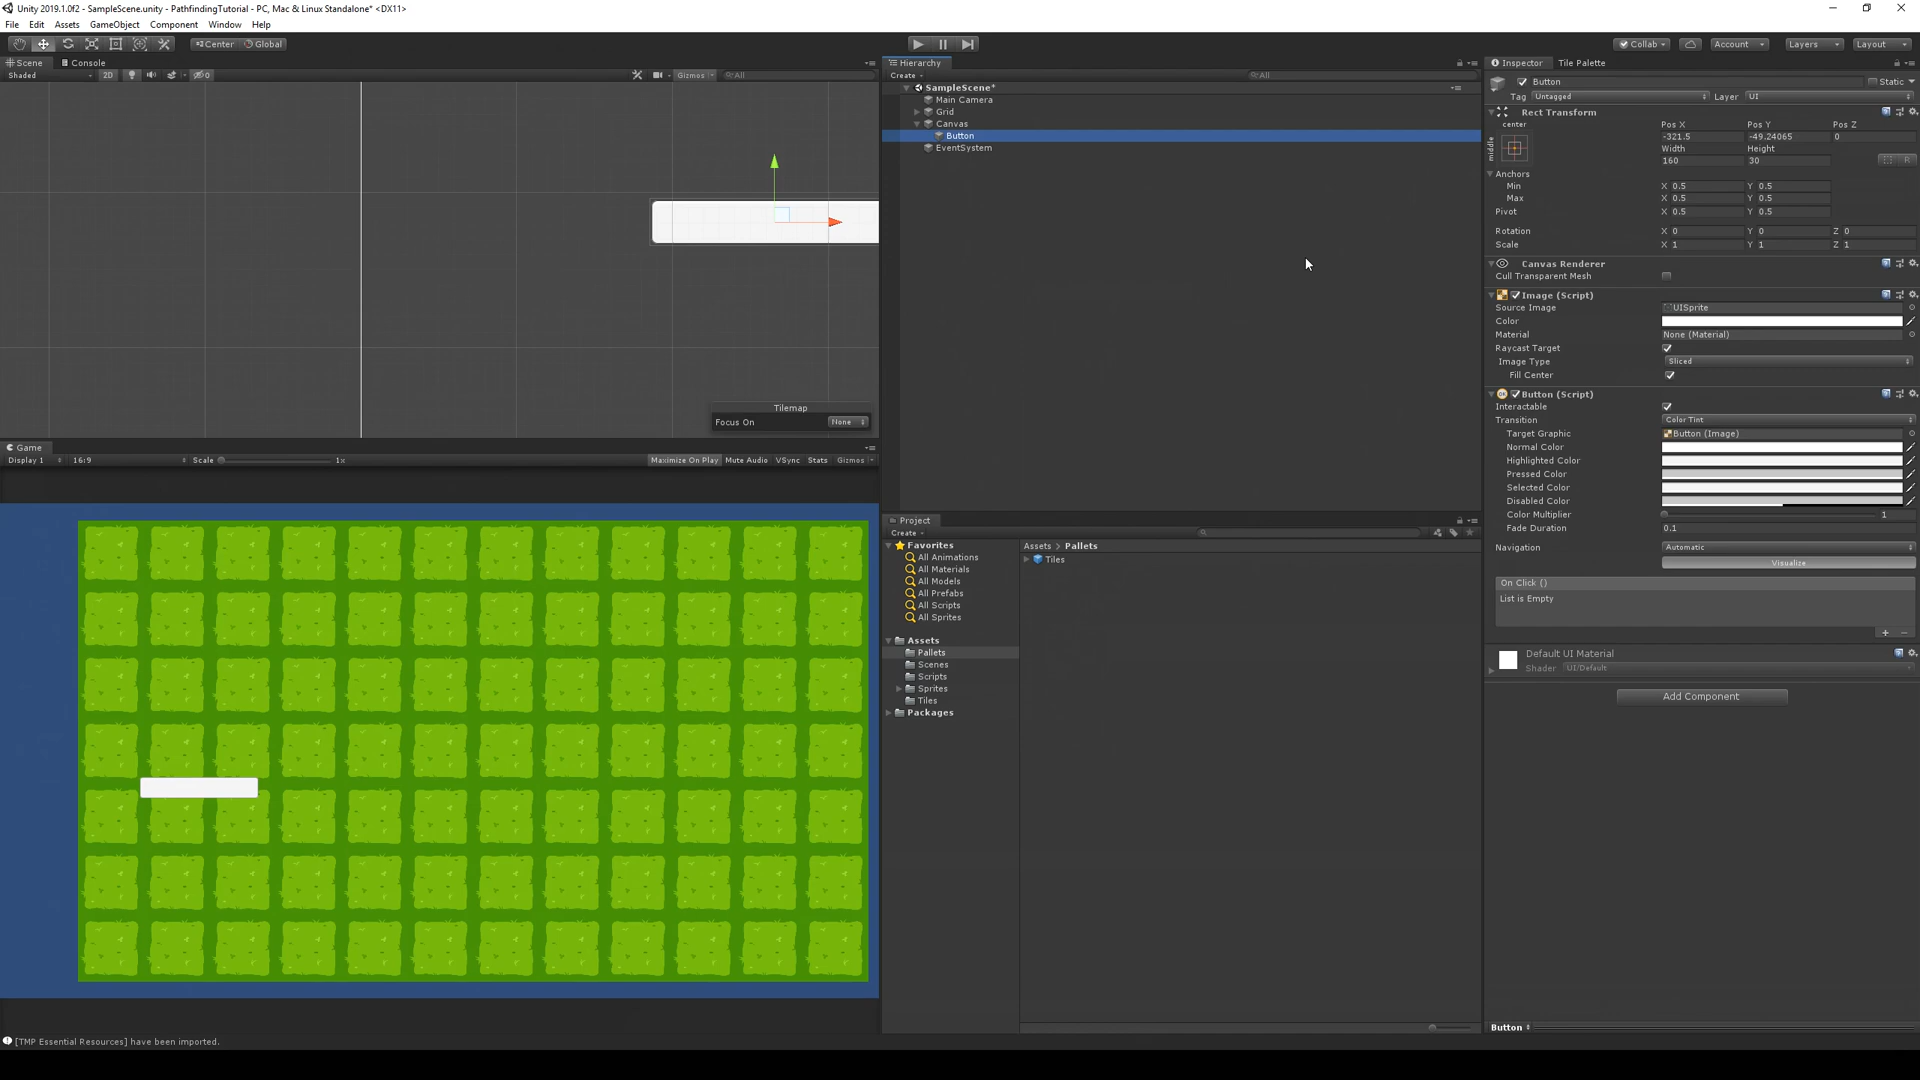 Unity 2019.1.0f2 - SampleScene.unity - PathfindingTutorial - PC, Mac & Linux Standalone* <DX11>
File Edit Assets GameObject Component Window Help
Center Global Collab Account Layers Layout
Scene Console
Shaded 2D 0 Gizmos All
Tilemap
Focus On None
Game
Display 1 16:9 Scale 1x Maximize On Play Mute Audio VSync Stats Gizmos
[TMP Essential Resources] have been imported.
Hierarchy
Create All
SampleScene*
Main Camera
Grid
Canvas
Button
EventSystem
Project
Create
Favorites
All Animations
All Materials
All Models
All Prefabs
All Scripts
All Sprites
Assets
Pallets
Scenes
Scripts
Sprites
Tiles
Packages
Assets > Pallets
Tiles
Inspector Tile Palette
Button Static
Tag Untagged Layer UI
Rect Transform
center Pos X Pos Y Pos Z
middle -321.5 -49.24065 0
Width Height
160 30 R
Anchors
Min X 0.5 Y 0.5
Max X 0.5 Y 0.5
Pivot X 0.5 Y 0.5
Rotation X 0 Y 0 Z 0
Scale X 1 Y 1 Z 1
Canvas Renderer
Cull Transparent Mesh
Image (Script)
Source Image UISprite
Color
Material None (Material)
Raycast Target
Image Type Sliced
Fill Center
Button (Script)
Interactable
Transition Color Tint
Target Graphic Button (Image)
Normal Color
Highlighted Color
Pressed Color
Selected Color
Disabled Color
Color Multiplier 1
Fade Duration 0.1
Navigation Automatic
Visualize
On Click ()
List is Empty
+ -
Default UI Material
Shader UI/Default
Add Component
Button